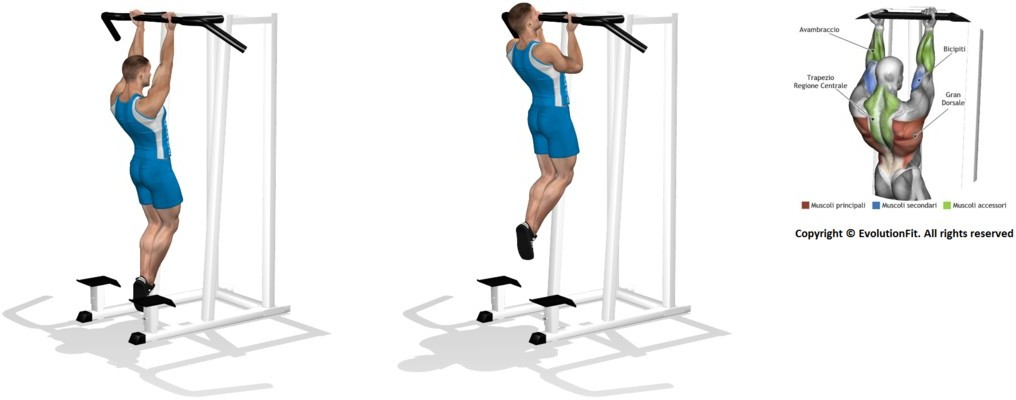 Avambraccio
Bicipiti
Trapezio
Regione Centrale
Gran
Dorsale
Muscoli principali
Muscoli secondari
Muscoli accessori
Copyright © EvolutionFit. All rights reserved